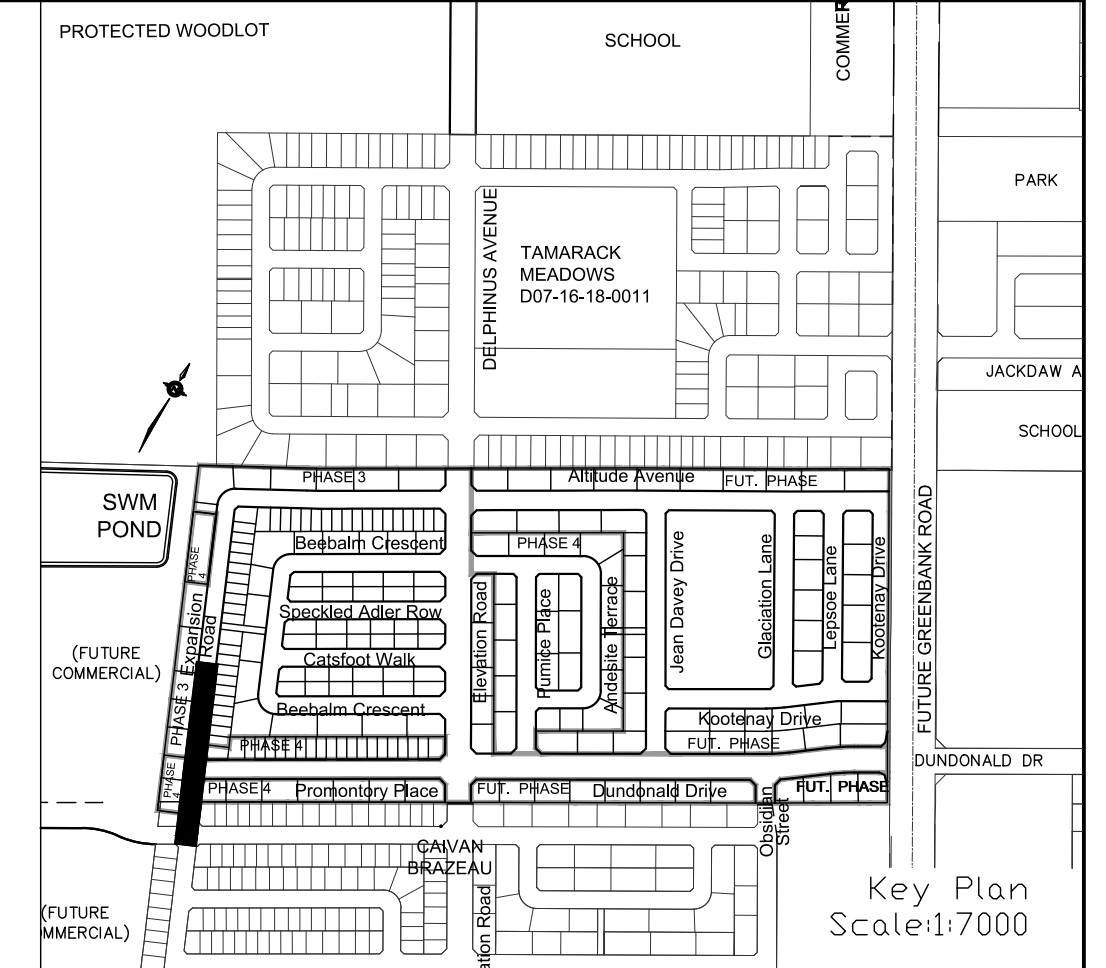 PROTECTED WOODLOT
SCHOOL
COMMER
PARK
DELPHINUS AVENUE
TAMARACK
MEADOWS
D07-16-18-0011
JACKDAW A
SCHOOL
SWM
POND
PHASE 3
Altitude Avenue
FUT. PHASE
Beebalm Crescent
PHASE 4
PHASE
4
Speckled Adler Row
Catsfoot Walk
Beebalm Crescent
Expansion
Road
Elevation Road
Pumice Place
Andesite Terrace
Jean Davey Drive
Glaciation Lane
Lepsoe Lane
Kootenay Drive
FUTURE GREENBANK ROAD
(FUTURE
COMMERCIAL)
PHASE 3
PHASE 4
Kootenay Drive
FUT. PHASE
DUNDONALD DR
PHASE
4
PHASE 4
Promontory Place
FUT. PHASE
Dundonald Drive
FUT. PHASE
Obsidian
Street
CAIVAN
BRAZEAU
(FUTURE
MMERCIAL)
ation Road
Key Plan
Scale:1:7000